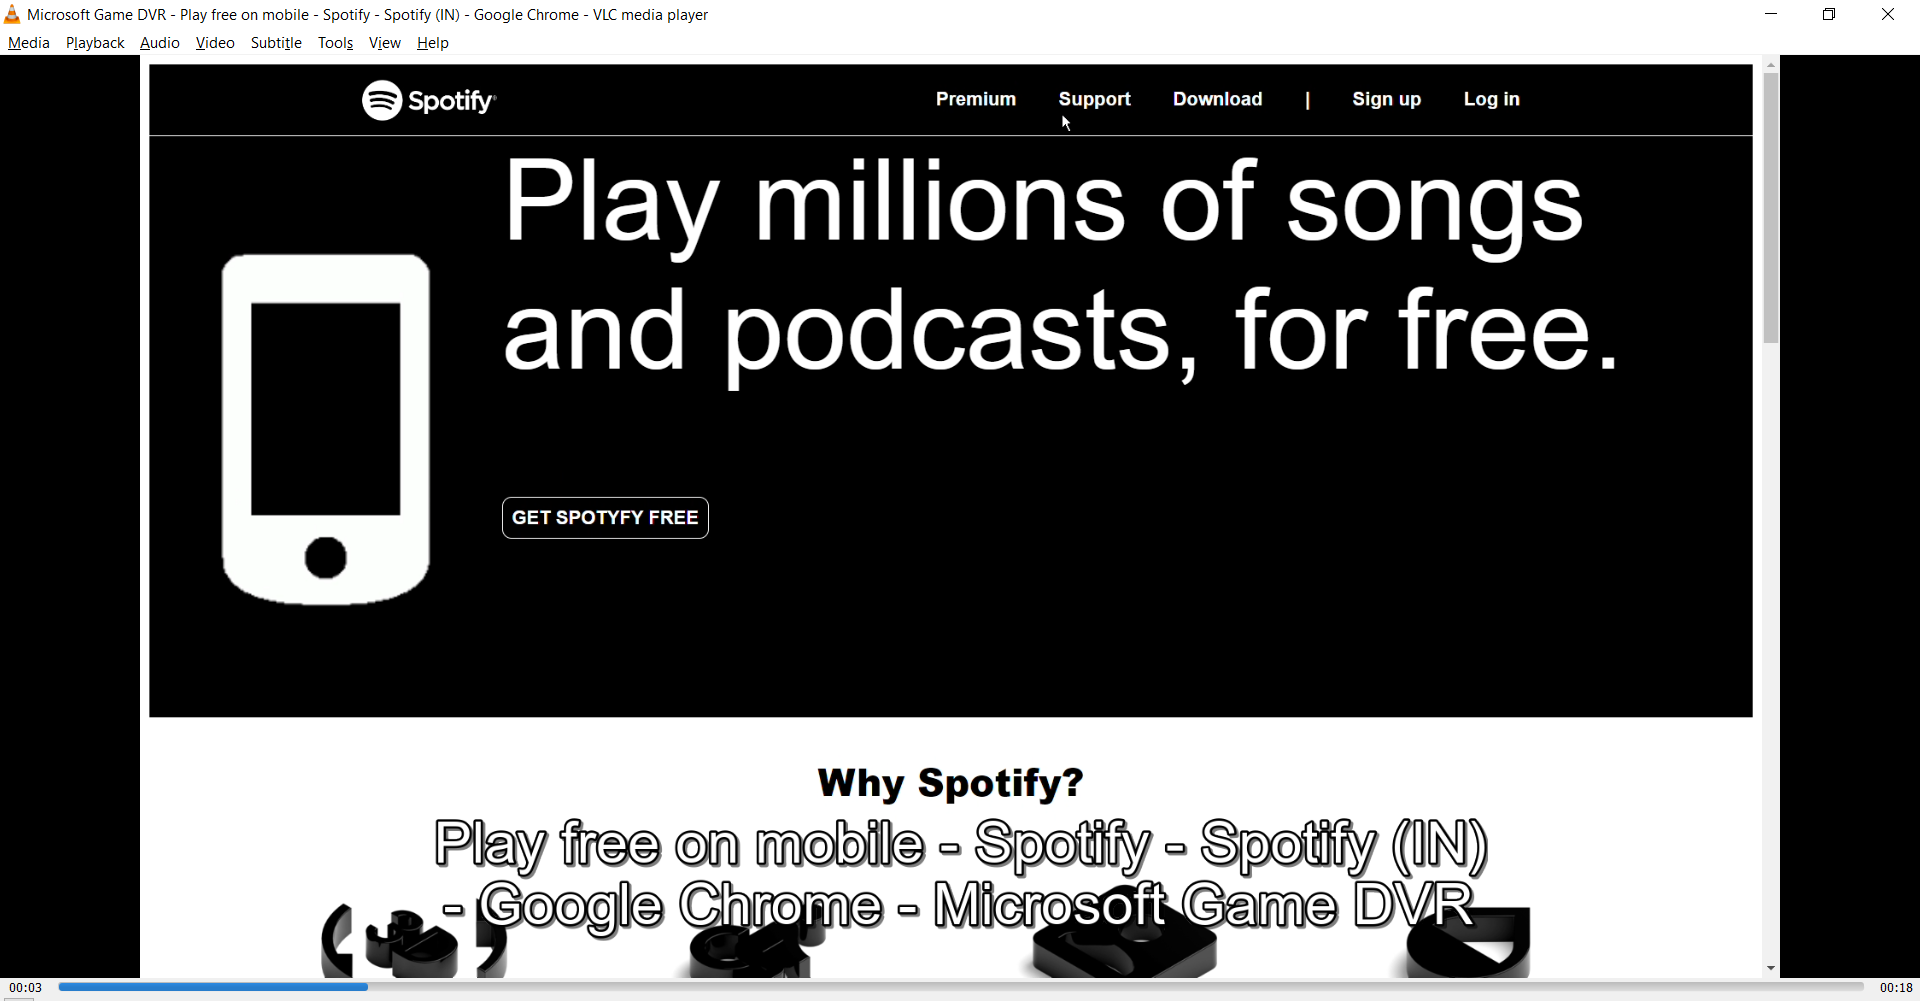 Microsoft Game DVR - Play free on mobile - Spotify - Spotify (IN) - Google Chrome - VLC media player
Media Playback Audio Video Subtitle Tools View Help
Spotify Premium Support Download | Sign up Log in
Play millions of songs
and podcasts, for free.
GET SPOTYFY FREE
Why Spotify?
Play free on mobile - Spotify - Spotify (IN)
- Google Chrome - Microsoft Game DVR
00:03 00:18